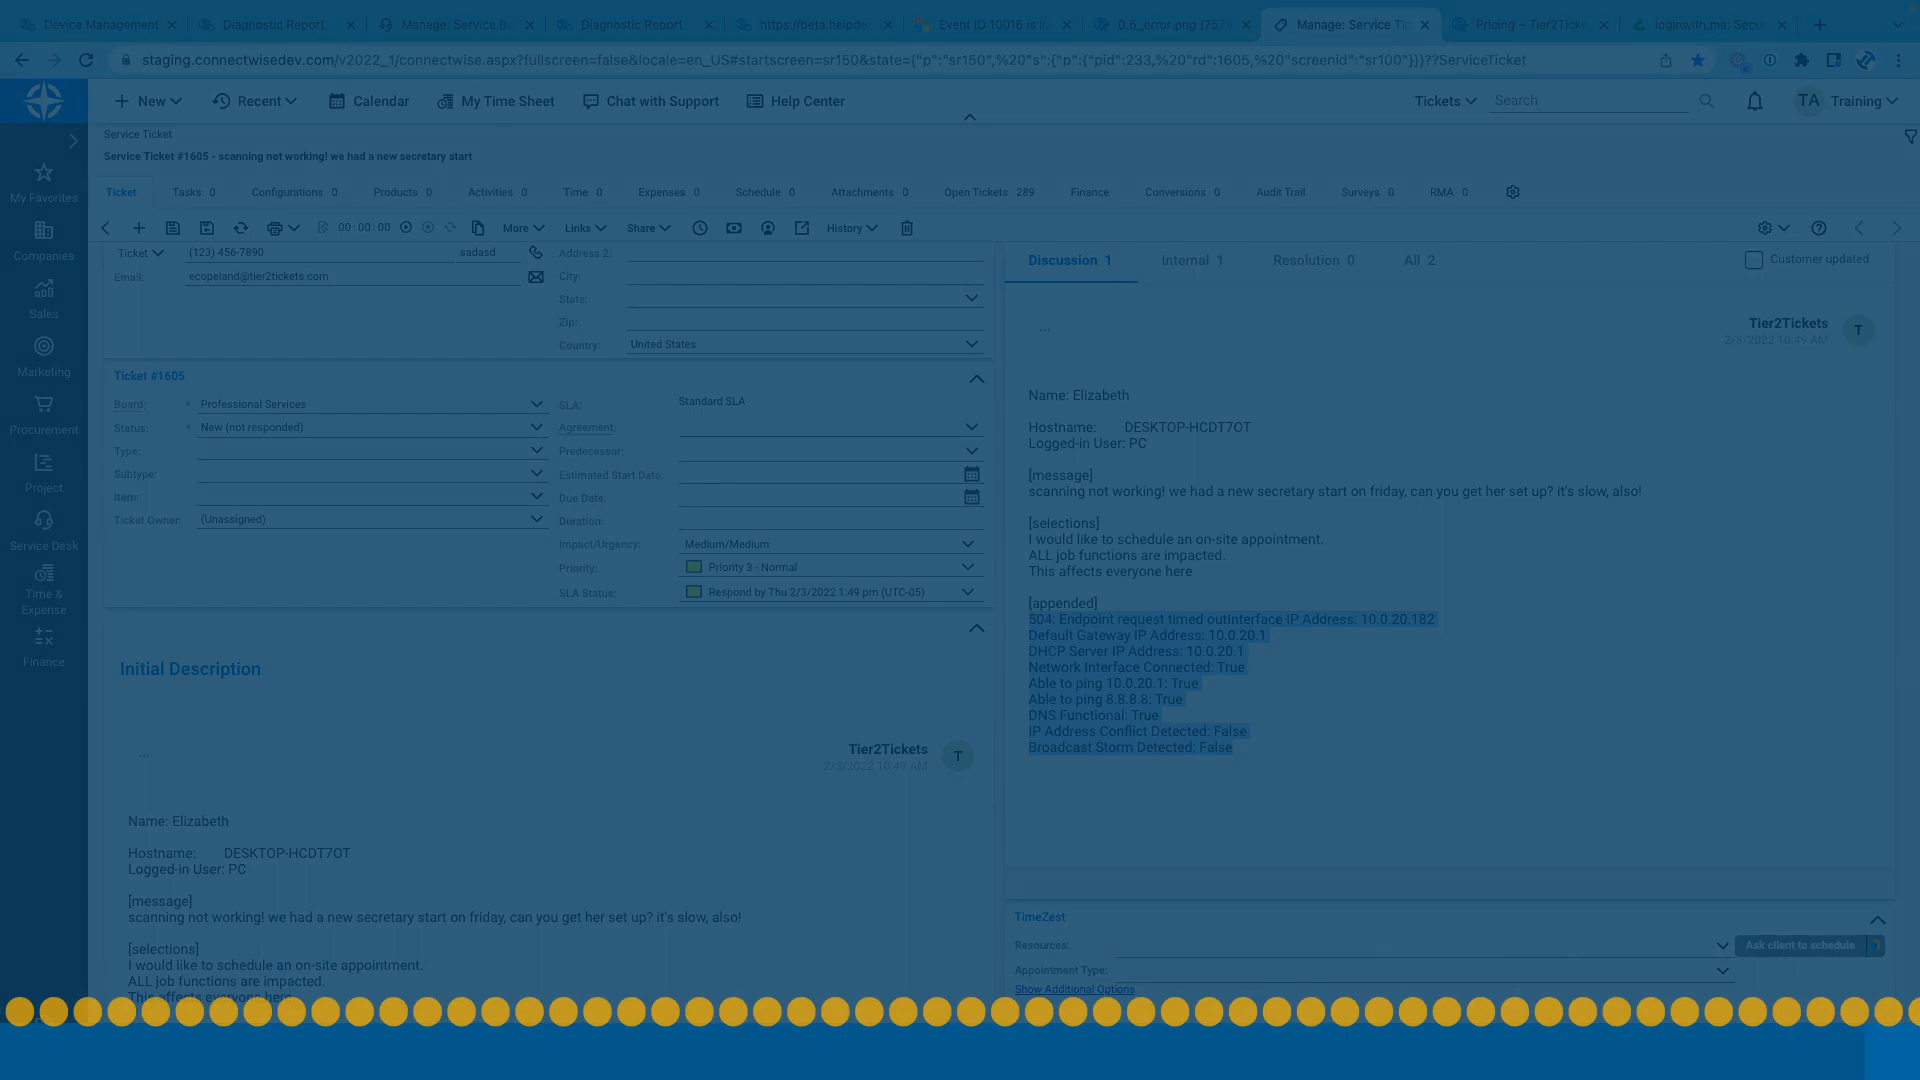 Device Management
Diagnostic Report
Manage: Service B
Diagnostic Report
https://beta.helpde
Event ID 10016 is lo
0.6_error.png (757
Manage: Service Tic
Pricing – Tier2Ticke
loginwith.me: Secu
staging.connectwisedev.com/v2022_1/connectwise.aspx?fullscreen=false&locale=en_US#startscreen=sr150&state={"p":"sr150",%20"s":{"p":{"pid":233,%20"rd":1605,%20"screenid":"sr100"}}}??ServiceTicket
New
Recent
Calendar
My Time Sheet
Chat with Support
Help Center
Tickets
Search
TA
Training
Service Ticket
Service Ticket #1605 - scanning not working! we had a new secretary start
Ticket
Tasks 0
Configurations 0
Products 0
Activities 0
Time 0
Expenses 0
Schedule 0
Attachments 0
Open Tickets 289
Finance
Conversions 0
Audit Trail
Surveys 0
RMA 0
00:00:00
More
Links
Share
History
My Favorites
Companies
Sales
Marketing
Procurement
Project
Service Desk
Time &
Expense
Finance
Ticket
(123) 456-7890
sadasd
Email:
ecopeland@tier2tickets.com
Address 2:
City:
State:
Zip:
Country:
United States
Ticket #1605
Board:
Professional Services
Status:
New (not responded)
Type:
Subtype:
Item:
Ticket Owner:
(Unassigned)
SLA:
Standard SLA
Agreement:
Predecessor:
Estimated Start Date:
Due Date:
Duration:
Impact/Urgency:
Medium/Medium
Priority:
Priority 3 - Normal
SLA Status:
Respond by Thu 2/3/2022 1:49 pm (UTC-05)
Initial Description
...
Tier2Tickets
2/3/2022 10:49 AM
T
Name: Elizabeth
Hostname: DESKTOP-HCDT7OT
Logged-in User: PC
[message]
scanning not working! we had a new secretary start on friday, can you get her set up? it's slow, also!
[selections]
I would like to schedule an on-site appointment.
ALL job functions are impacted.
This affects everyone here
Discussion 1
Internal 1
Resolution 0
All 2
Customer updated
...
Tier2Tickets
2/3/2022 10:49 AM
T
Name: Elizabeth
Hostname: DESKTOP-HCDT7OT
Logged-in User: PC
[message]
scanning not working! we had a new secretary start on friday, can you get her set up? it's slow, also!
[selections]
I would like to schedule an on-site appointment.
ALL job functions are impacted.
This affects everyone here
[appended]
504: Endpoint request timed outInterface IP Address: 10.0.20.182
Default Gateway IP Address: 10.0.20.1
DHCP Server IP Address: 10.0.20.1
Network Interface Connected: True
Able to ping 10.0.20.1: True
Able to ping 8.8.8.8: True
DNS Functional: True
IP Address Conflict Detected: False
Broadcast Storm Detected: False
TimeZest
Resources:
Ask client to schedule
Appointment Type:
Show Additional Options